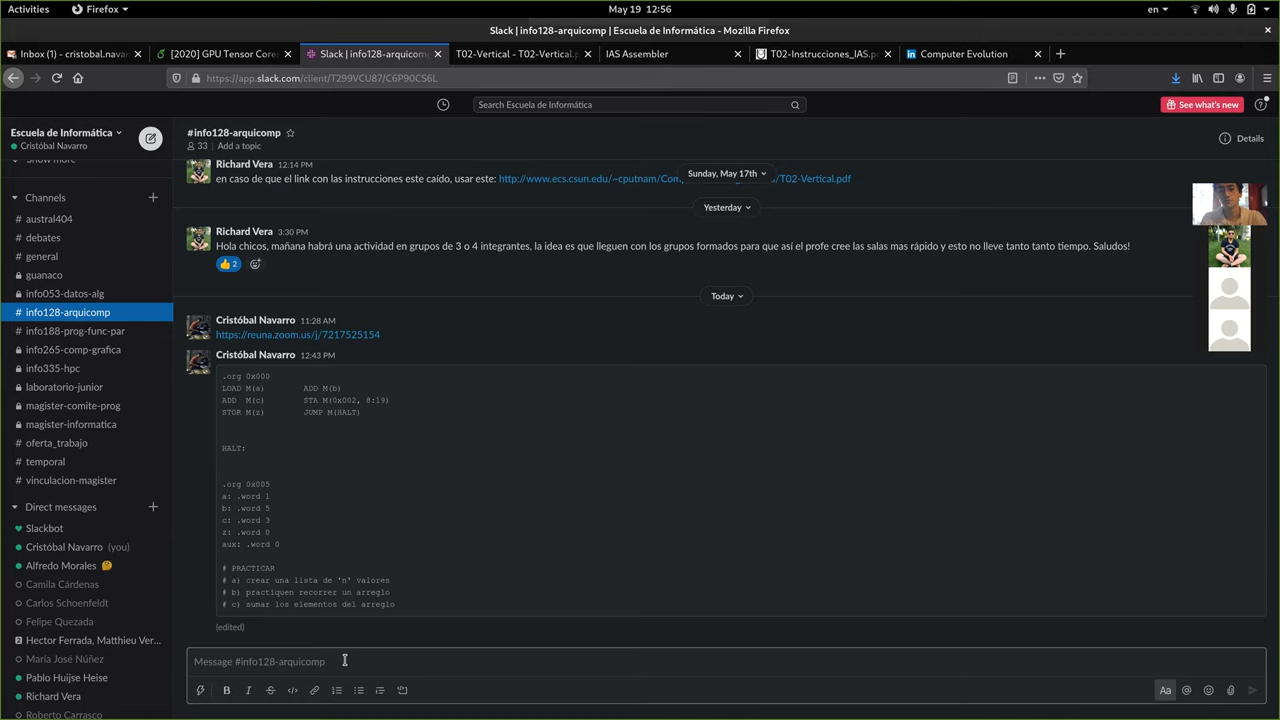 Activities
Firefox
May 19 12:56
en
Slack | info128-arquicomp | Escuela de Informática - Mozilla Firefox
Inbox (1) - cristobal.nava
[2020] GPU Tensor Core
Slack | info128-arquicomp
T02-Vertical - T02-Vertical.p
IAS Assembler
T02-Instrucciones_IAS.p
Computer Evolution
https://app.slack.com/client/T299VCU87/C6P90CS6L
Search Escuela de Informática
See what's new
Escuela de Informática
Cristóbal Navarro
Show more
Channels
# austral404
# debates
# general
guanaco
# info053-datos-alg
# info128-arquicomp
# info188-prog-func-par
# info265-comp-grafica
# info335-hpc
laboratorio-junior
magister-comite-prog
magister-informatica
# oferta_trabajo
# temporal
# vinculacion-magister
Direct messages
Slackbot
Cristóbal Navarro (you)
Alfredo Morales
Camila Cárdenas
Carlos Schoenfeldt
Felipe Quezada
2 Hector Ferrada, Matthieu Ver...
María José Núñez
Pablo Huijse Heise
Richard Vera
Roberto Carrasco
#info128-arquicomp
33 Add a topic
Details
Richard Vera 12:14 PM
Sunday, May 17th
en caso de que el link con las instrucciones este caído, usar este: http://www.ecs.csun.edu/~cputnam/Com /T02-Vertical.pdf
Yesterday
Richard Vera 3:30 PM
Hola chicos, mañana habrá una actividad en grupos de 3 o 4 integrantes, la idea es que lleguen con los grupos formados para que así el profe cree las salas mas rápido y esto no lleve tanto tanto tiempo. Saludos!
2
Today
Cristóbal Navarro 11:28 AM
https://reuna.zoom.us/j/7217525154
Cristóbal Navarro 12:43 PM
.org 0x000
LOAD M(a) ADD M(b)
ADD M(c) STA M(0x002, 8:19)
STOR M(z) JUMP M(HALT)
HALT:
.org 0x005
a: .word 1
b: .word 5
c: .word 3
z: .word 0
aux: .word 0
# PRACTICAR
# a) crear una lista de 'n' valores
# b) practiquen recorrer un arreglo
# c) sumar los elementos del arreglo
(edited)
Message #info128-arquicomp
B I S
Aa